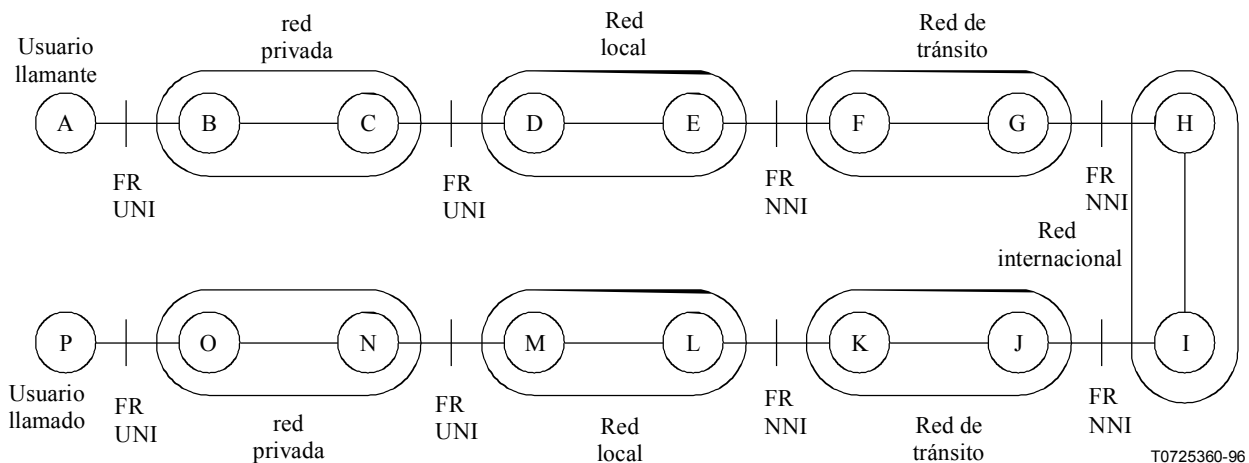 Usuario
llamante
red
privada
Red
local
Red de
tránsito
A
B
C
D
E
F
G
H
FR
UNI
FR
UNI
FR
NNI
FR
NNI
Red
internacional
P
O
N
M
L
K
J
I
Usuario
llamado
FR
UNI
red
privada
FR
UNI
Red
local
FR
NNI
Red de
tránsito
FR
NNI
T0725360-96